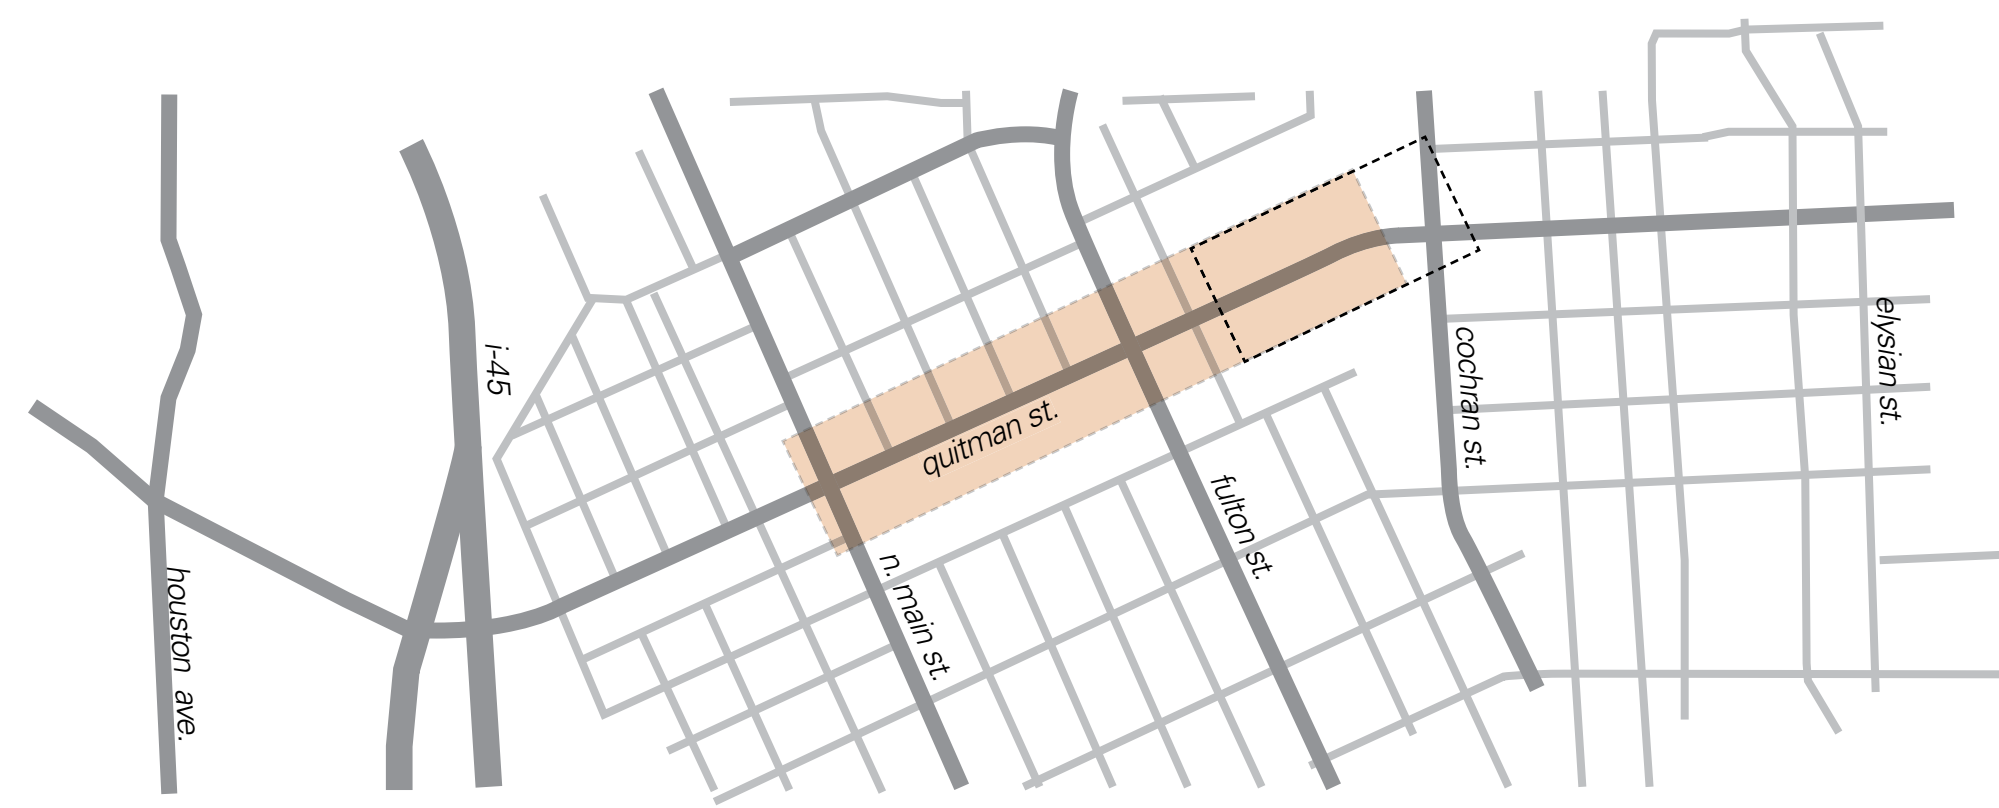 i-45
elysian st.
cochran st.
quitman st.
fulton st.
n. main st.
houston ave.